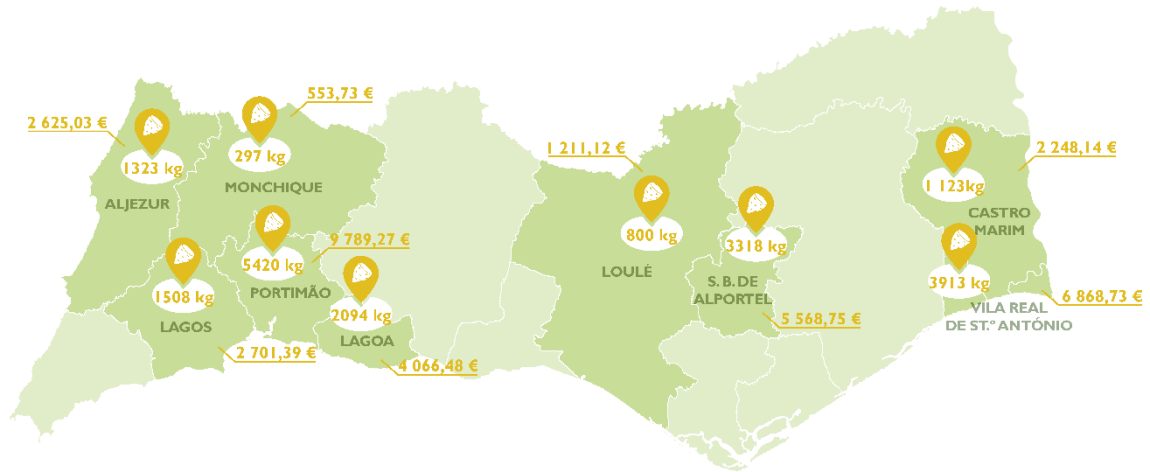 553,73 €
2 625,03 €
1323 kg
ALJEZUR
297 kg
MONCHIQUE
9 789,27 €
5420 kg
PORTIMÃO
1508 kg
LAGOS
2 701,39 €
2094 kg
LAGOA
4 066,48 €
1 211,12 €
800 kg
LOULÉ
3318 kg
S. B. DE
ALPORTEL
5 568,75 €
2 248,14 €
1 123kg
CASTRO
MARIM
3913 kg
6 868,73 €
VILA REAL
DE ST.º ANTÓNIO